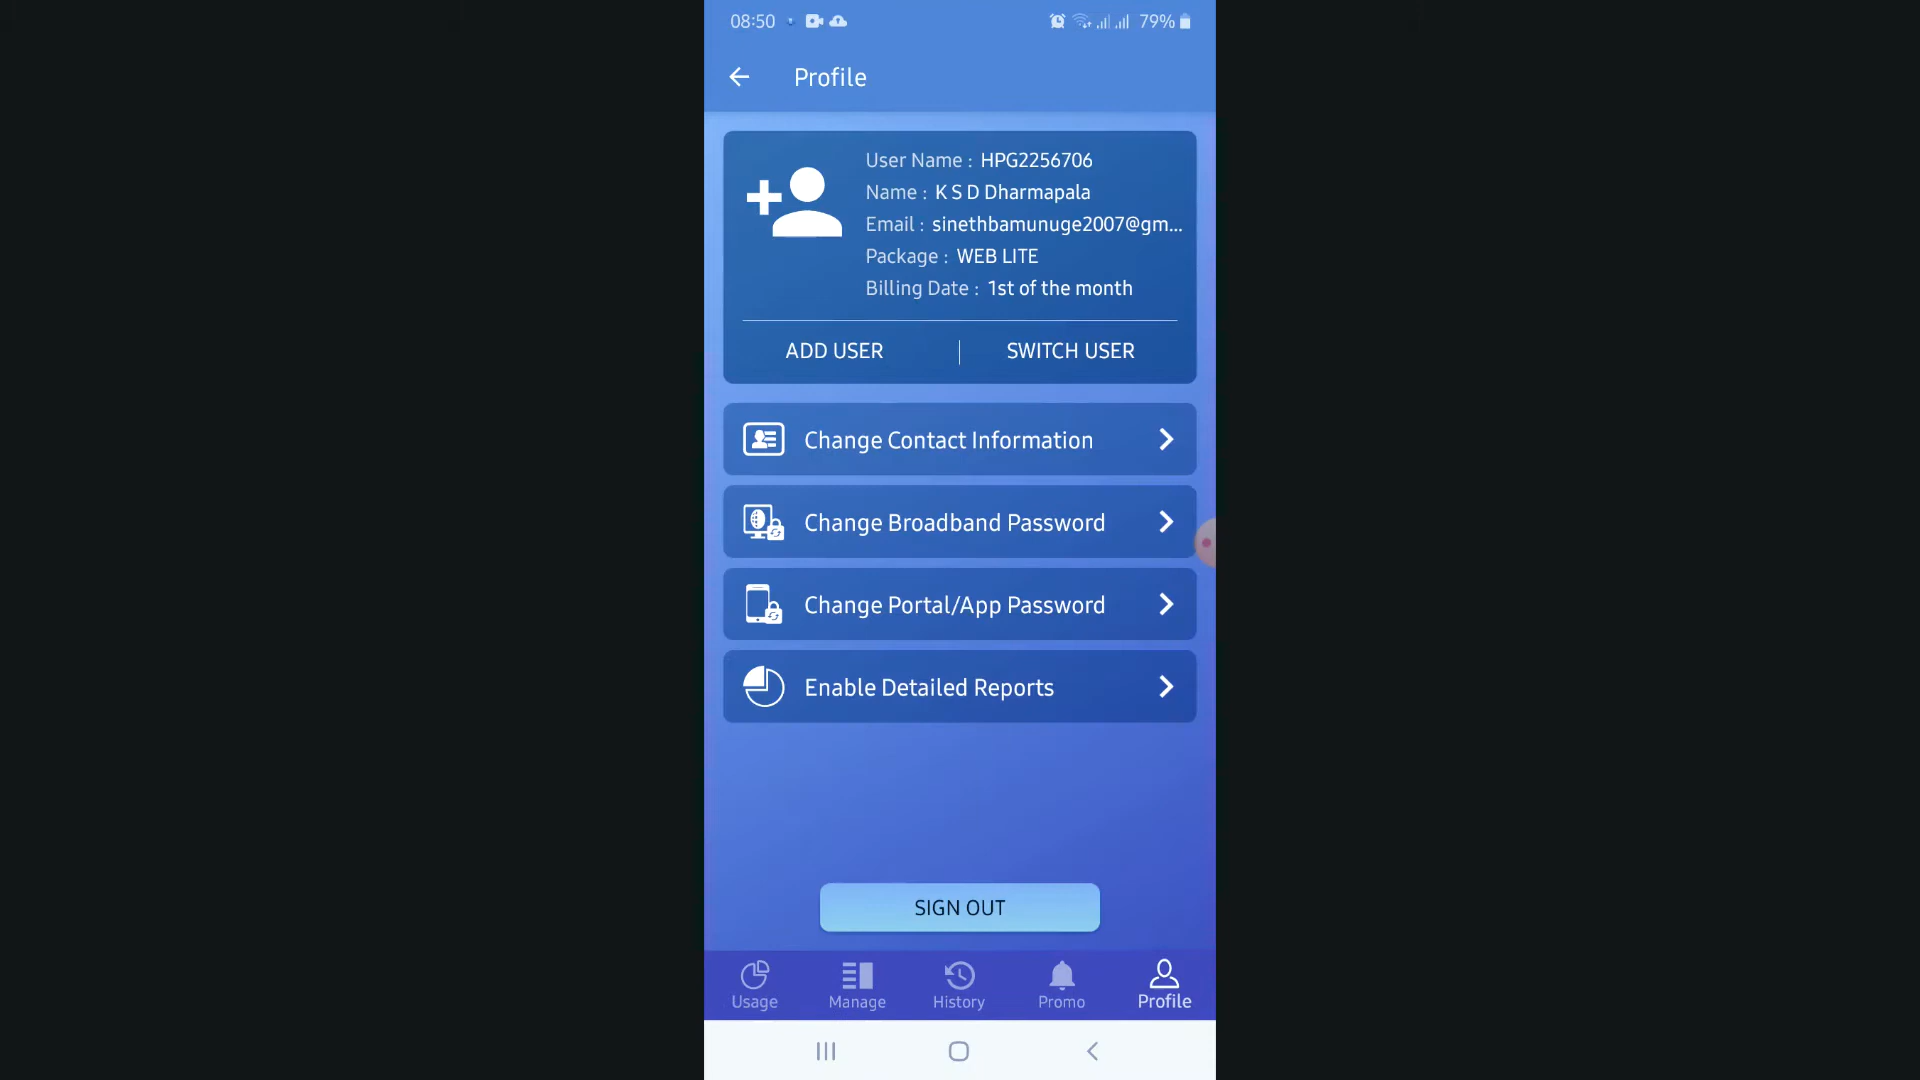 08:50
79%
Profile
User Name : HPG2256706
Name : K S D Dharmapala
Email : sinethbamunuge2007@gm...
Package : WEB LITE
Billing Date : 1st of the month
ADD USER
SWITCH USER
Change Contact Information
Change Broadband Password
Change Portal/App Password
Enable Detailed Reports
SIGN OUT
Usage
Manage
History
Promo
Profile